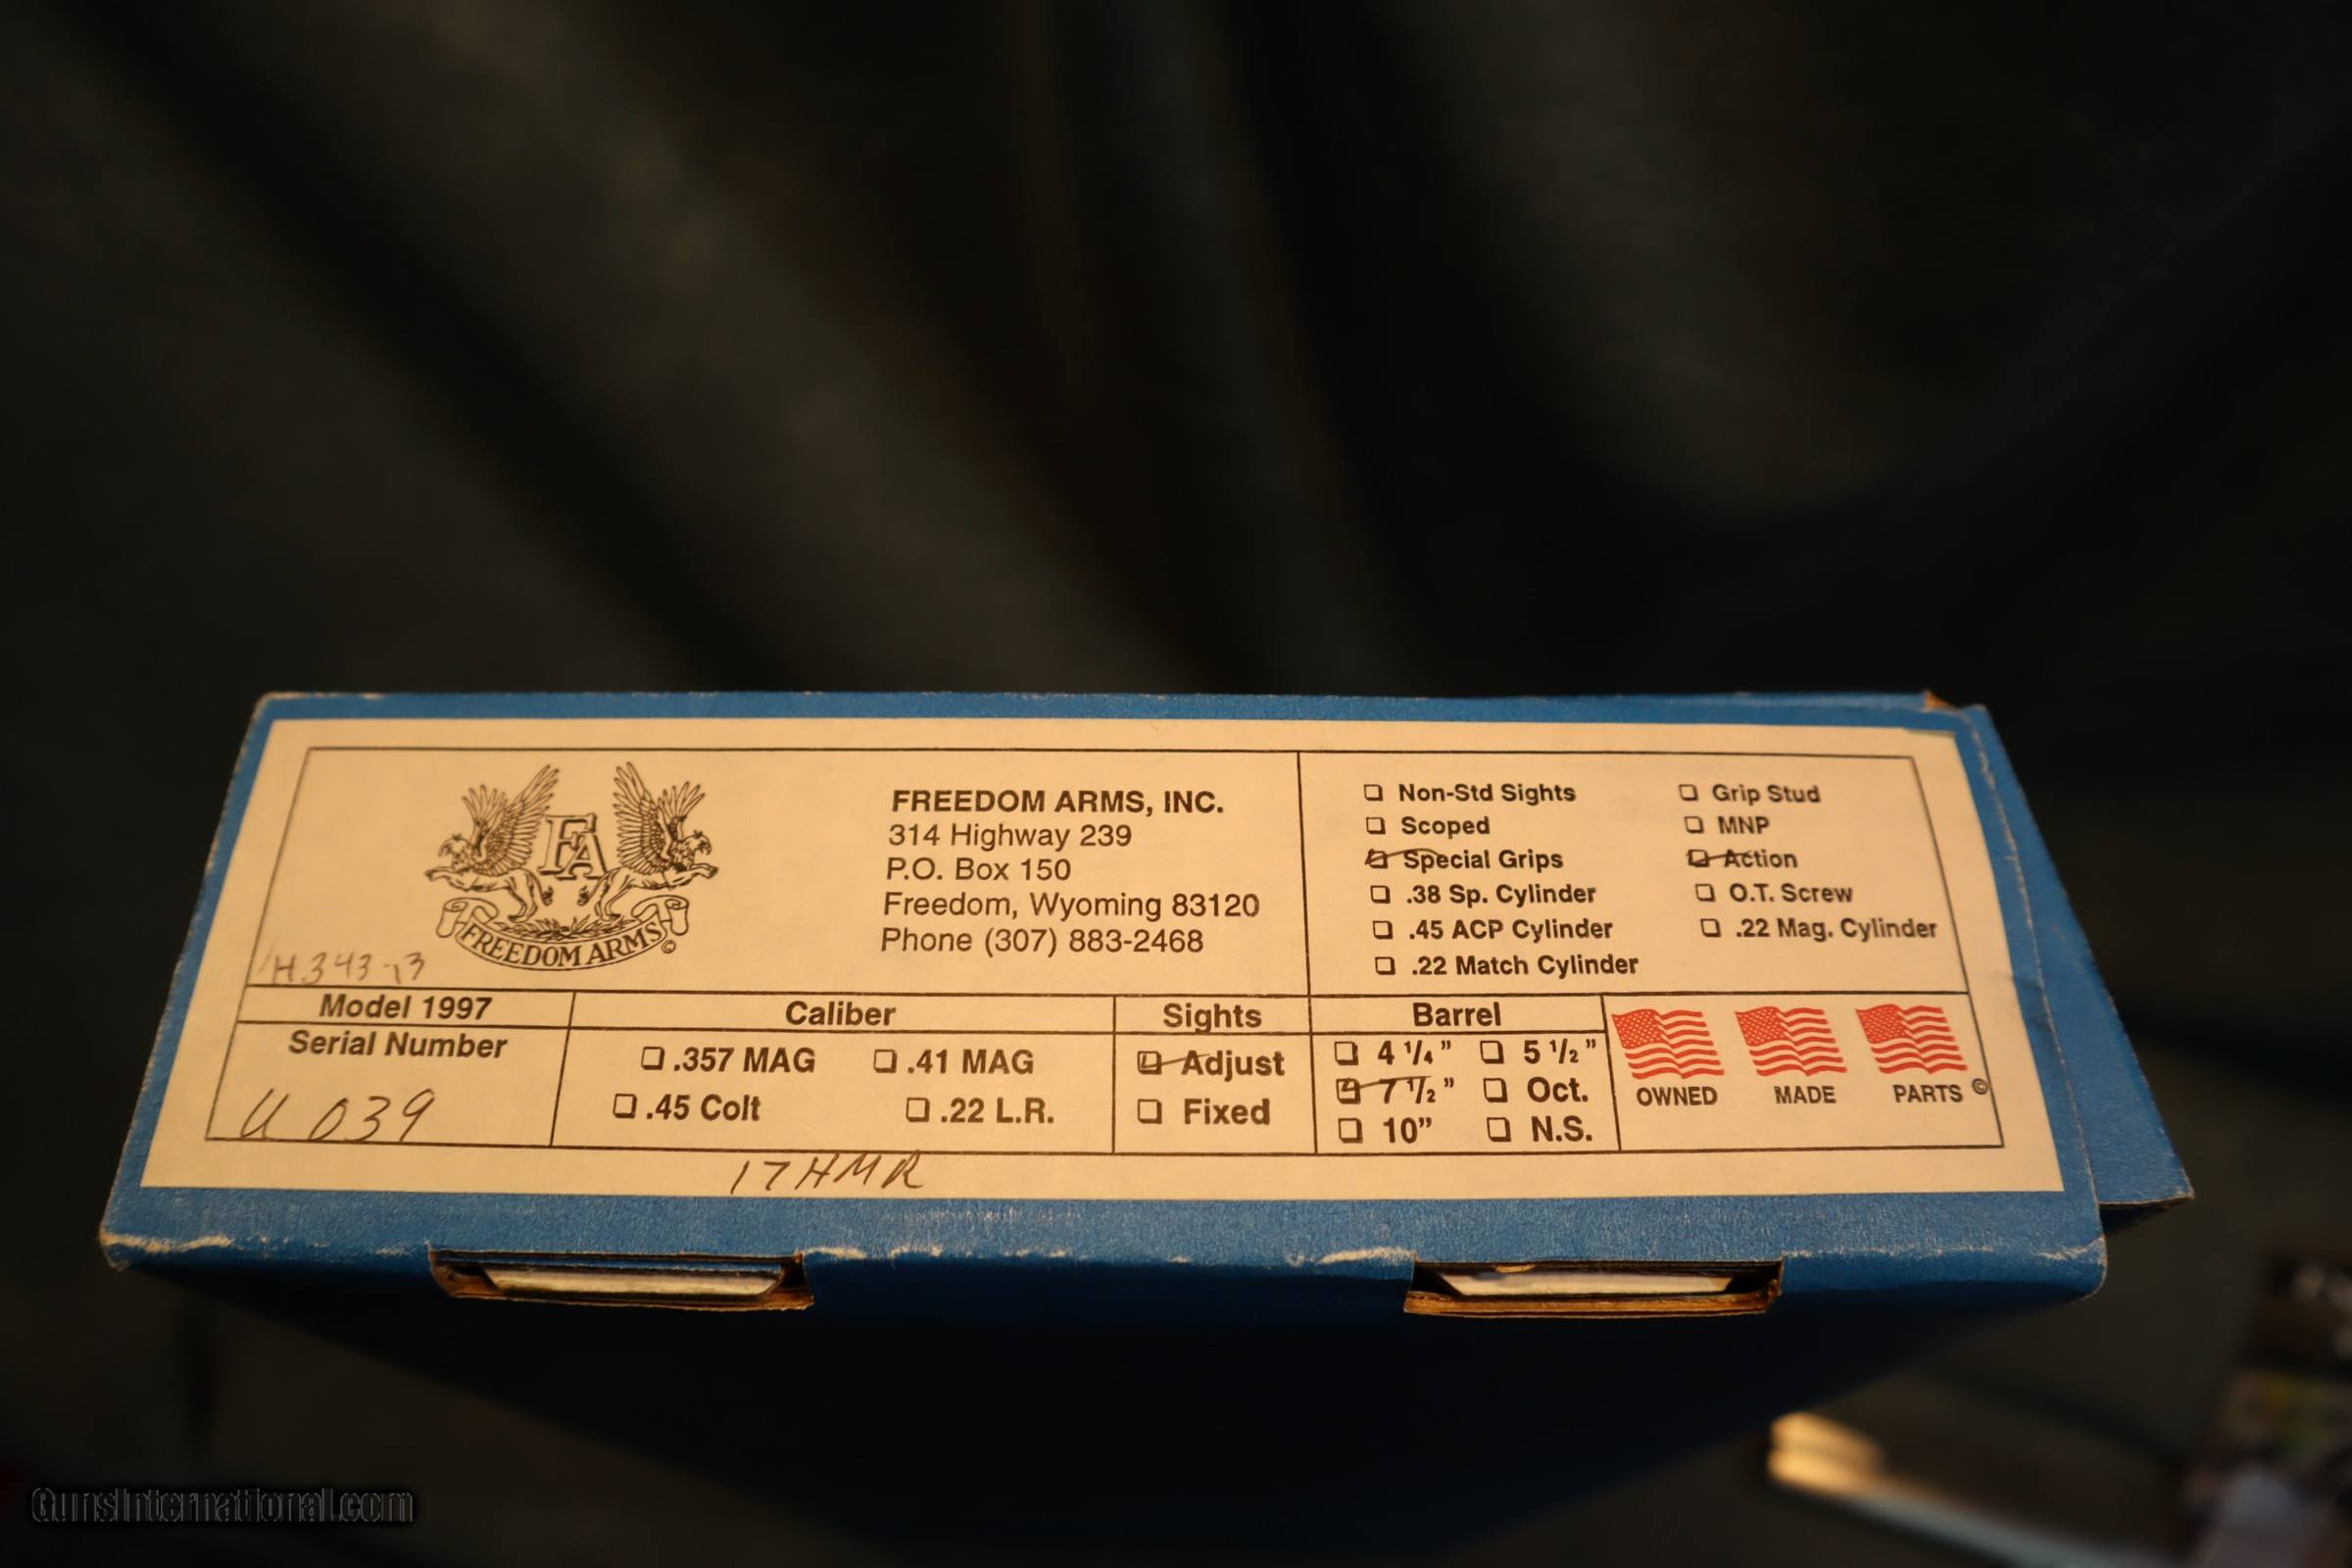 FA
FREEDOM ARMS©
FREEDOM ARMS, INC.
314 Highway 239
P.O. Box 150
Freedom, Wyoming 83120
Phone (307) 883-2468
Non-Std Sights
Scoped
Special Grips
.38 Sp. Cylinder
.45 ACP Cylinder
.22 Match Cylinder
Grip Stud
MNP
Action
O.T. Screw
.22 Mag. Cylinder
Model 1997
Serial Number
U 039
Caliber
.357 MAG .41 MAG
.45 Colt .22 L.R.
17HMR
Sights
Adjust
Fixed
Barrel
4 1/4" 5 1/2"
7 1/2" Oct.
10" N.S.
OWNED MADE PARTS ©
GunsInternational.com